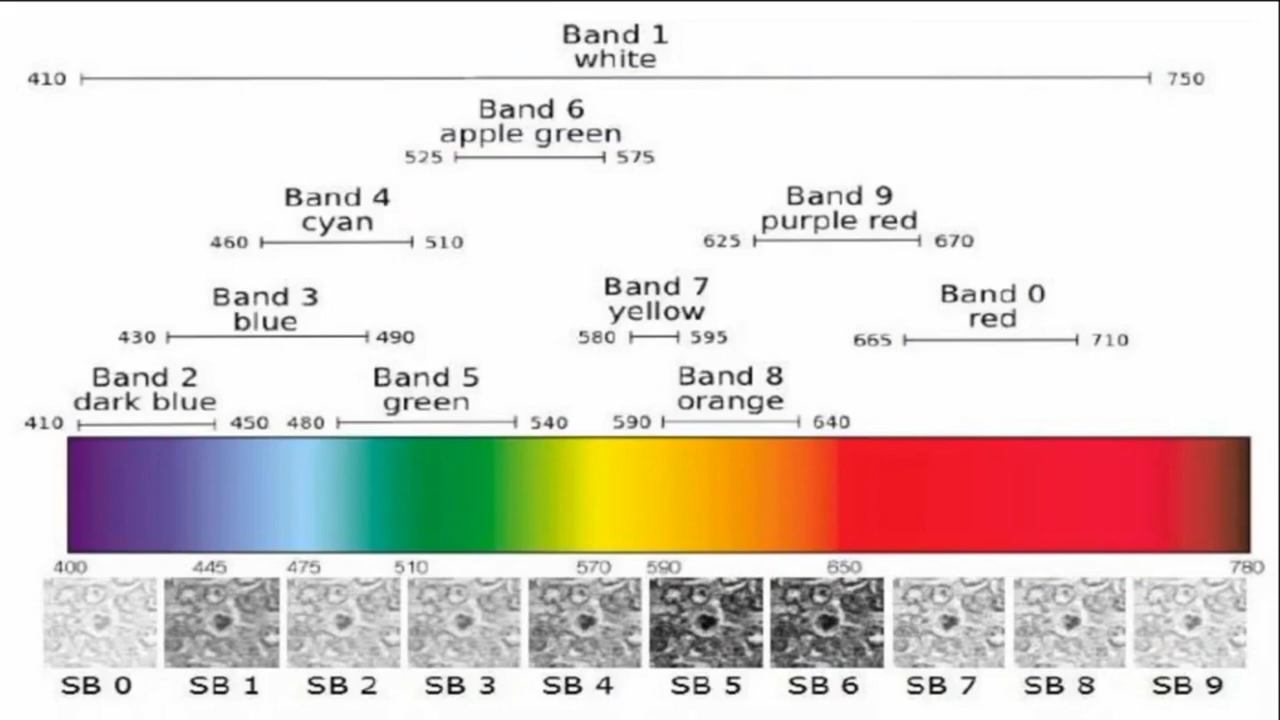 Band 1
white
410 750
Band 6
apple green
525 575
Band 4
cyan
460 510
Band 9
purple red
625 670
Band 3
blue
430 490
Band 7
yellow
580 595
Band 0
red
665 710
Band 2
dark blue
410 450
Band 5
green
480 540
Band 8
orange
590 640
400 445 475 510 570 590 650 780
SB 0 SB 1 SB 2 SB 3 SB 4 SB 5 SB 6 SB 7 SB 8 SB 9